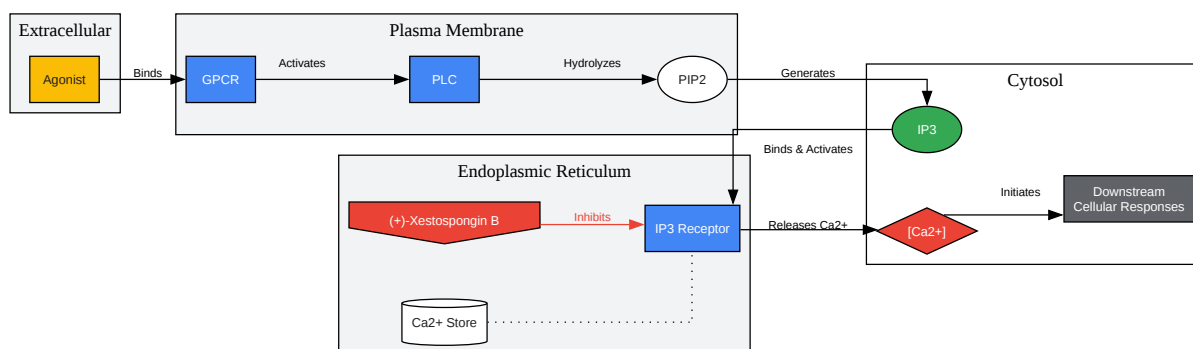 Extracellular
Agonist
Binds
Plasma Membrane
GPCR
Activates
PLC
Hydrolyzes
PIP2
Generates
Cytosol
IP3
Binds & Activates
Endoplasmic Reticulum
(+)-Xestospongin B
Inhibits
IP3 Receptor
Releases Ca2+
[Ca2+]
Initiates
Downstream
Cellular Responses
Ca2+ Store